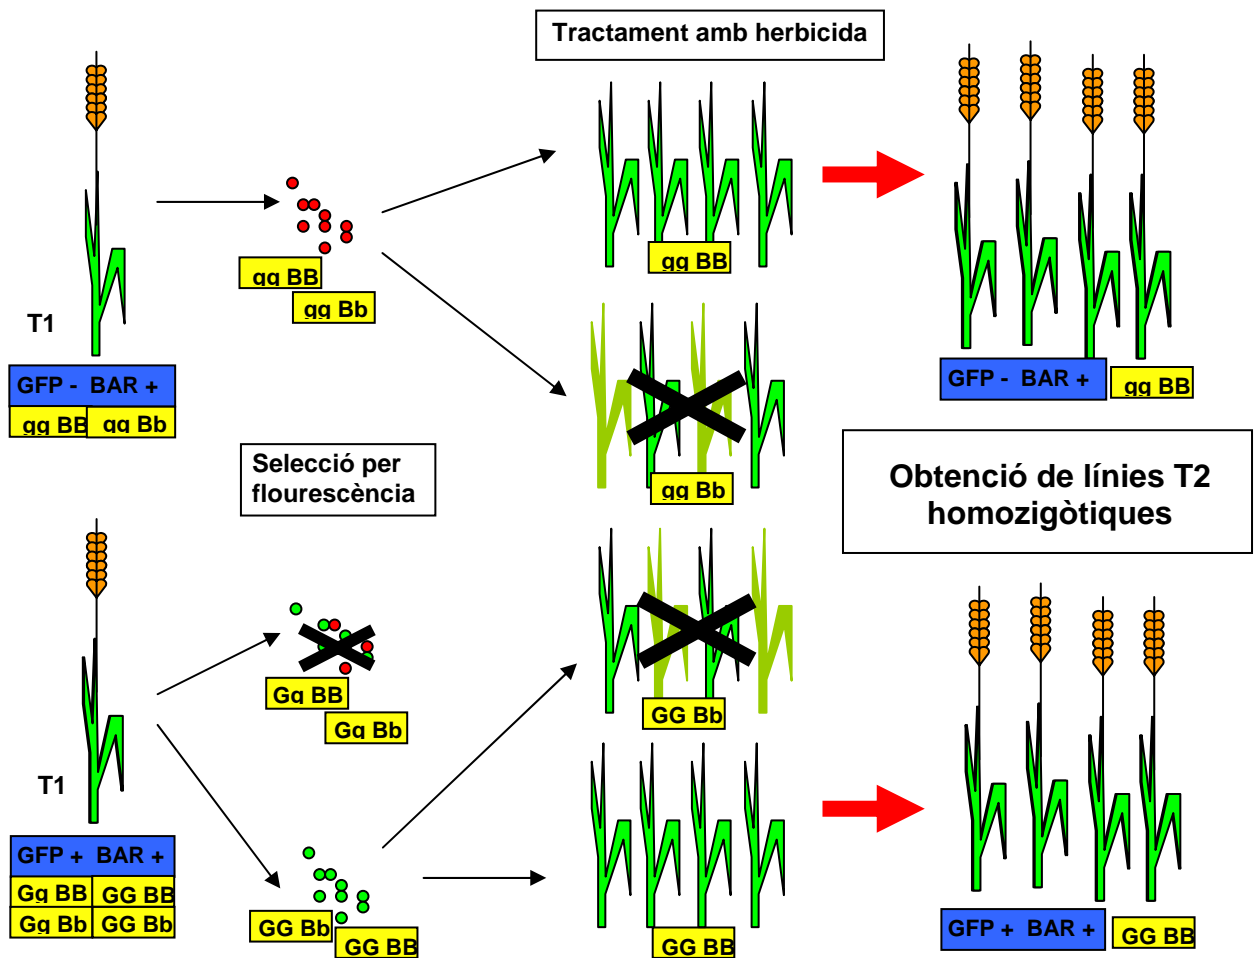 Tractament amb herbicida
gg BB
gg Bb
T1
GFP - BAR +
gg BB
gg Bb
gg BB
gg Bb
GFP - BAR +
gg BB
Selecció per
flourescència
Obtenció de línies T2
homozigòtiques
T1
GFP + BAR +
Gg BB
GG BB
Gg Bb
GG Bb
Gg BB
Gg Bb
GG Bb
GG BB
GG Bb
GG BB
GFP + BAR +
GG BB